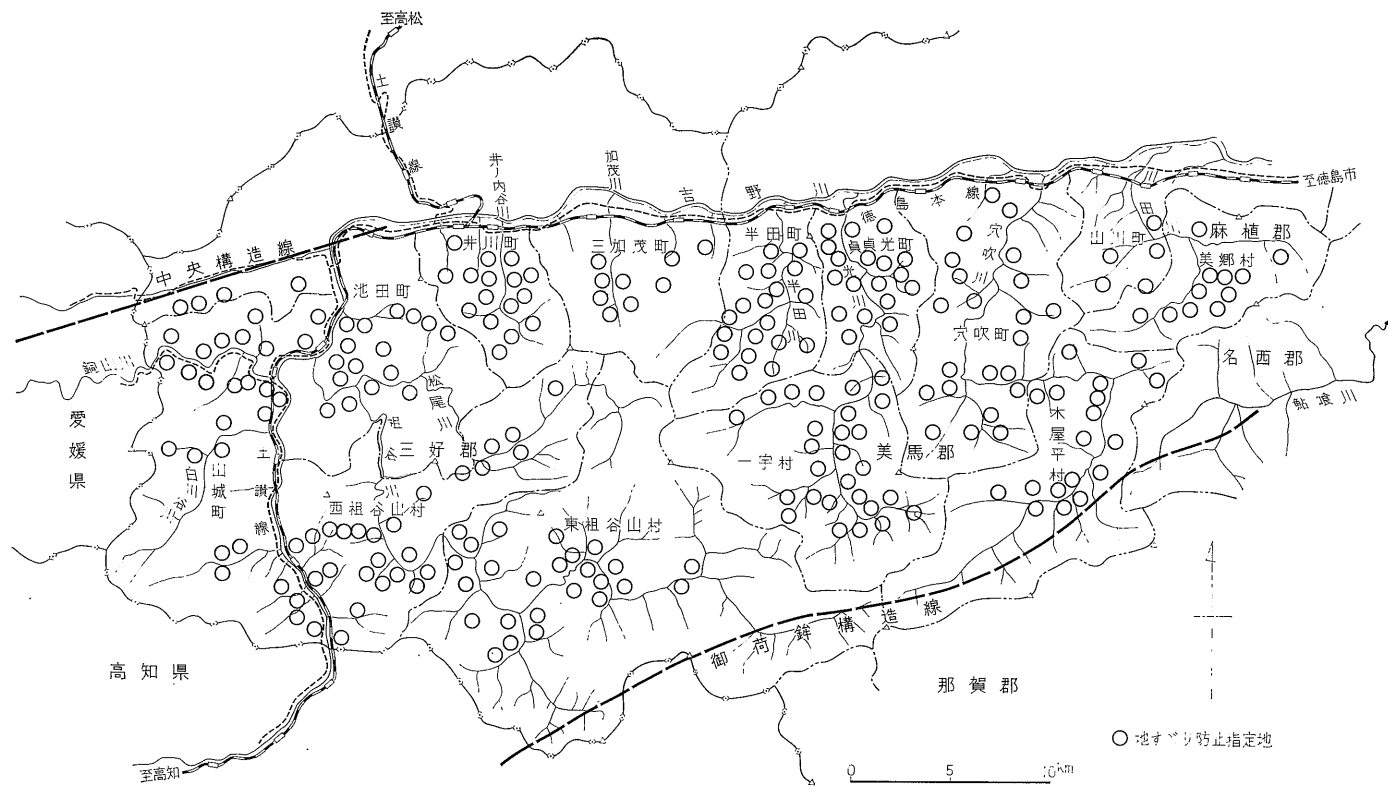 至高松
土讃線
井ノ内谷川
加茂川
吉野川
徳島本線
至徳島市
中央構造線
井川町
三加茂町
半田町
貞光町
貞光川
半田川
穴吹川
穴吹町
山川町
川田
麻植郡
美郷村
名西郡
鮎喰川
池田町
銅山川
愛媛県
松尾川
祖谷川
三好郡
白川谷川
山城町
土讃線
西祖谷山村
東祖谷山村
一宇村
美馬郡
木屋平村
御荷鉾構造線
高知県
那賀郡
至高知
地すべり防止指定地
0 5 10km